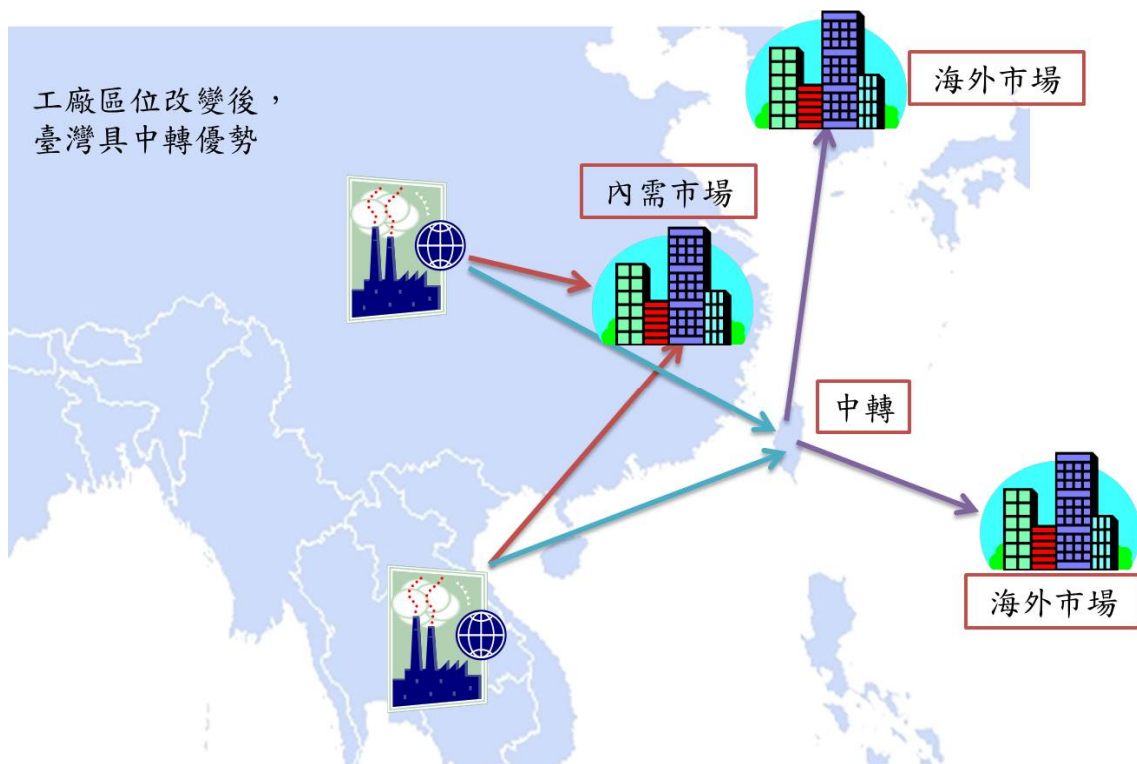 工廠區位改變後，
臺灣具中轉優勢
海外市場
內需市場
中轉
海外市場